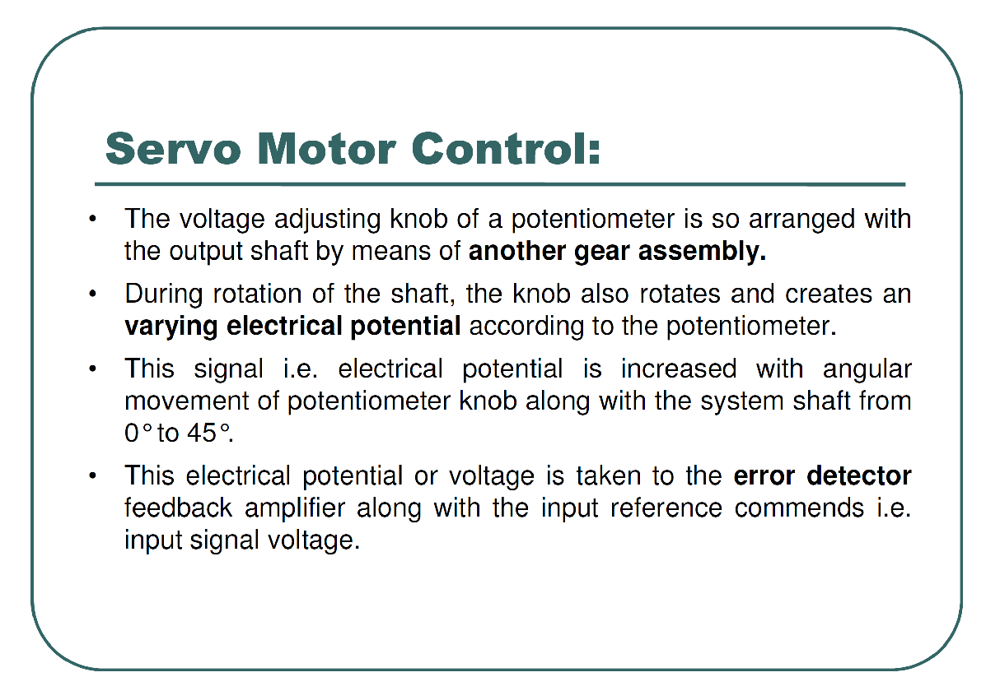 Servo Motor Control:
• The voltage adjusting knob of a potentiometer is so arranged with
the output shaft by means of another gear assembly.
• During rotation of the shaft, the knob also rotates and creates an
varying electrical potential according to the potentiometer.
• This signal i.e. electrical potential is increased with angular
movement of potentiometer knob along with the system shaft from
0° to 45°.
• This electrical potential or voltage is taken to the error detector
feedback amplifier along with the input reference commends i.e.
input signal voltage.